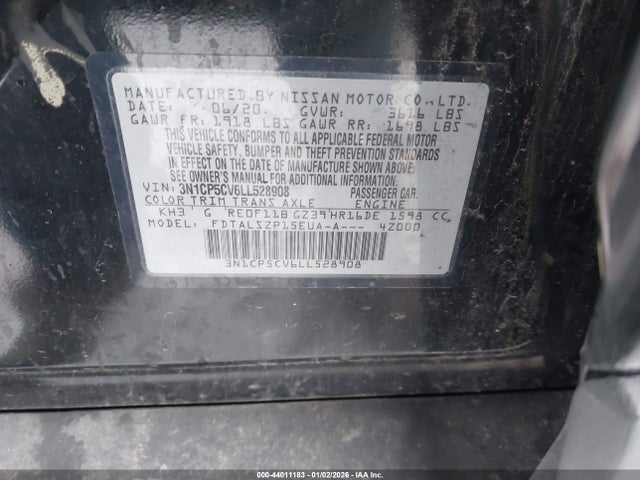 MANUFACTURED BY NISSAN MOTOR CO.,LTD.
DATE: 06/20 GVWR: 3616 LBS
GAWR FR: 1918 LBS GAWR RR: 1698 LBS
THIS VEHICLE CONFORMS TO ALL APPLICABLE FEDERAL MOTOR
VEHICLE SAFETY, BUMPER AND THEFT PREVENTION STANDARDS
IN EFFECT ON THE DATE OF MANUFACTURE SHOWN ABOVE.
SEE OWNER'S MANUAL FOR ADDITIONAL INFORMATION.
VIN: 3N1CP5CV6LL528908 PASSENGER CAR.
COLOR TRIM TRANS AXLE ENGINE
KH3 G RE0F11B GZ39 HR16DE 1598 CC
MODEL: FDTALSZP15EUA-A--- 4Z000
3N1CP5CV6LL528908
000-44011183 - 01/02/2026 - IAA Inc.